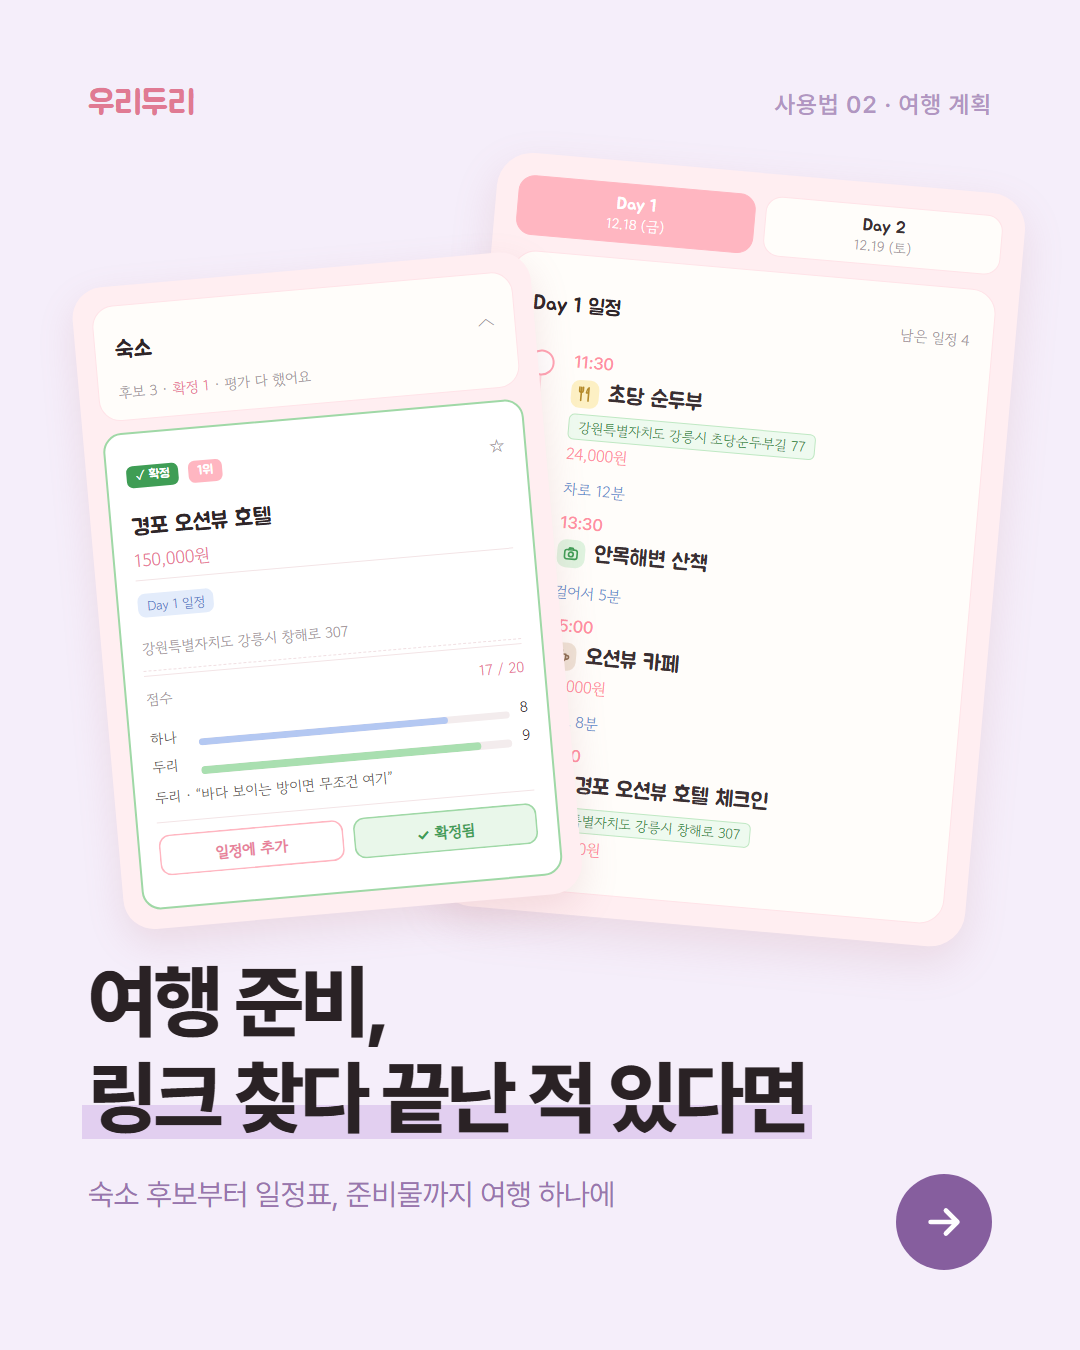 우리두리
사용법 02 · 여행 계획
Day 1
12.18 (금)
Day 2
12.19 (토)
Day 1 일정
남은 일정 4
11:30
초당 순두부
강원특별자치도 강릉시 초당순두부길 77
24,000원
차로 12분
13:30
안목해변 산책
걸어서 5분
5:00
오션뷰 카페
000원
8분
0
경포 오션뷰 호텔 체크인
별자치도 강릉시 창해로 307
0원
숙소
후보 3 · 확정 1 · 평가 다 했어요
✓ 확정
1위
☆
경포 오션뷰 호텔
150,000원
Day 1 일정
강원특별자치도 강릉시 창해로 307
점수
17 / 20
하나
8
두리
9
두리 · “바다 보이는 방이면 무조건 여기”
일정에 추가
✓ 확정됨
여행 준비,
링크 찾다 끝난 적 있다면
숙소 후보부터 일정표, 준비물까지 여행 하나에